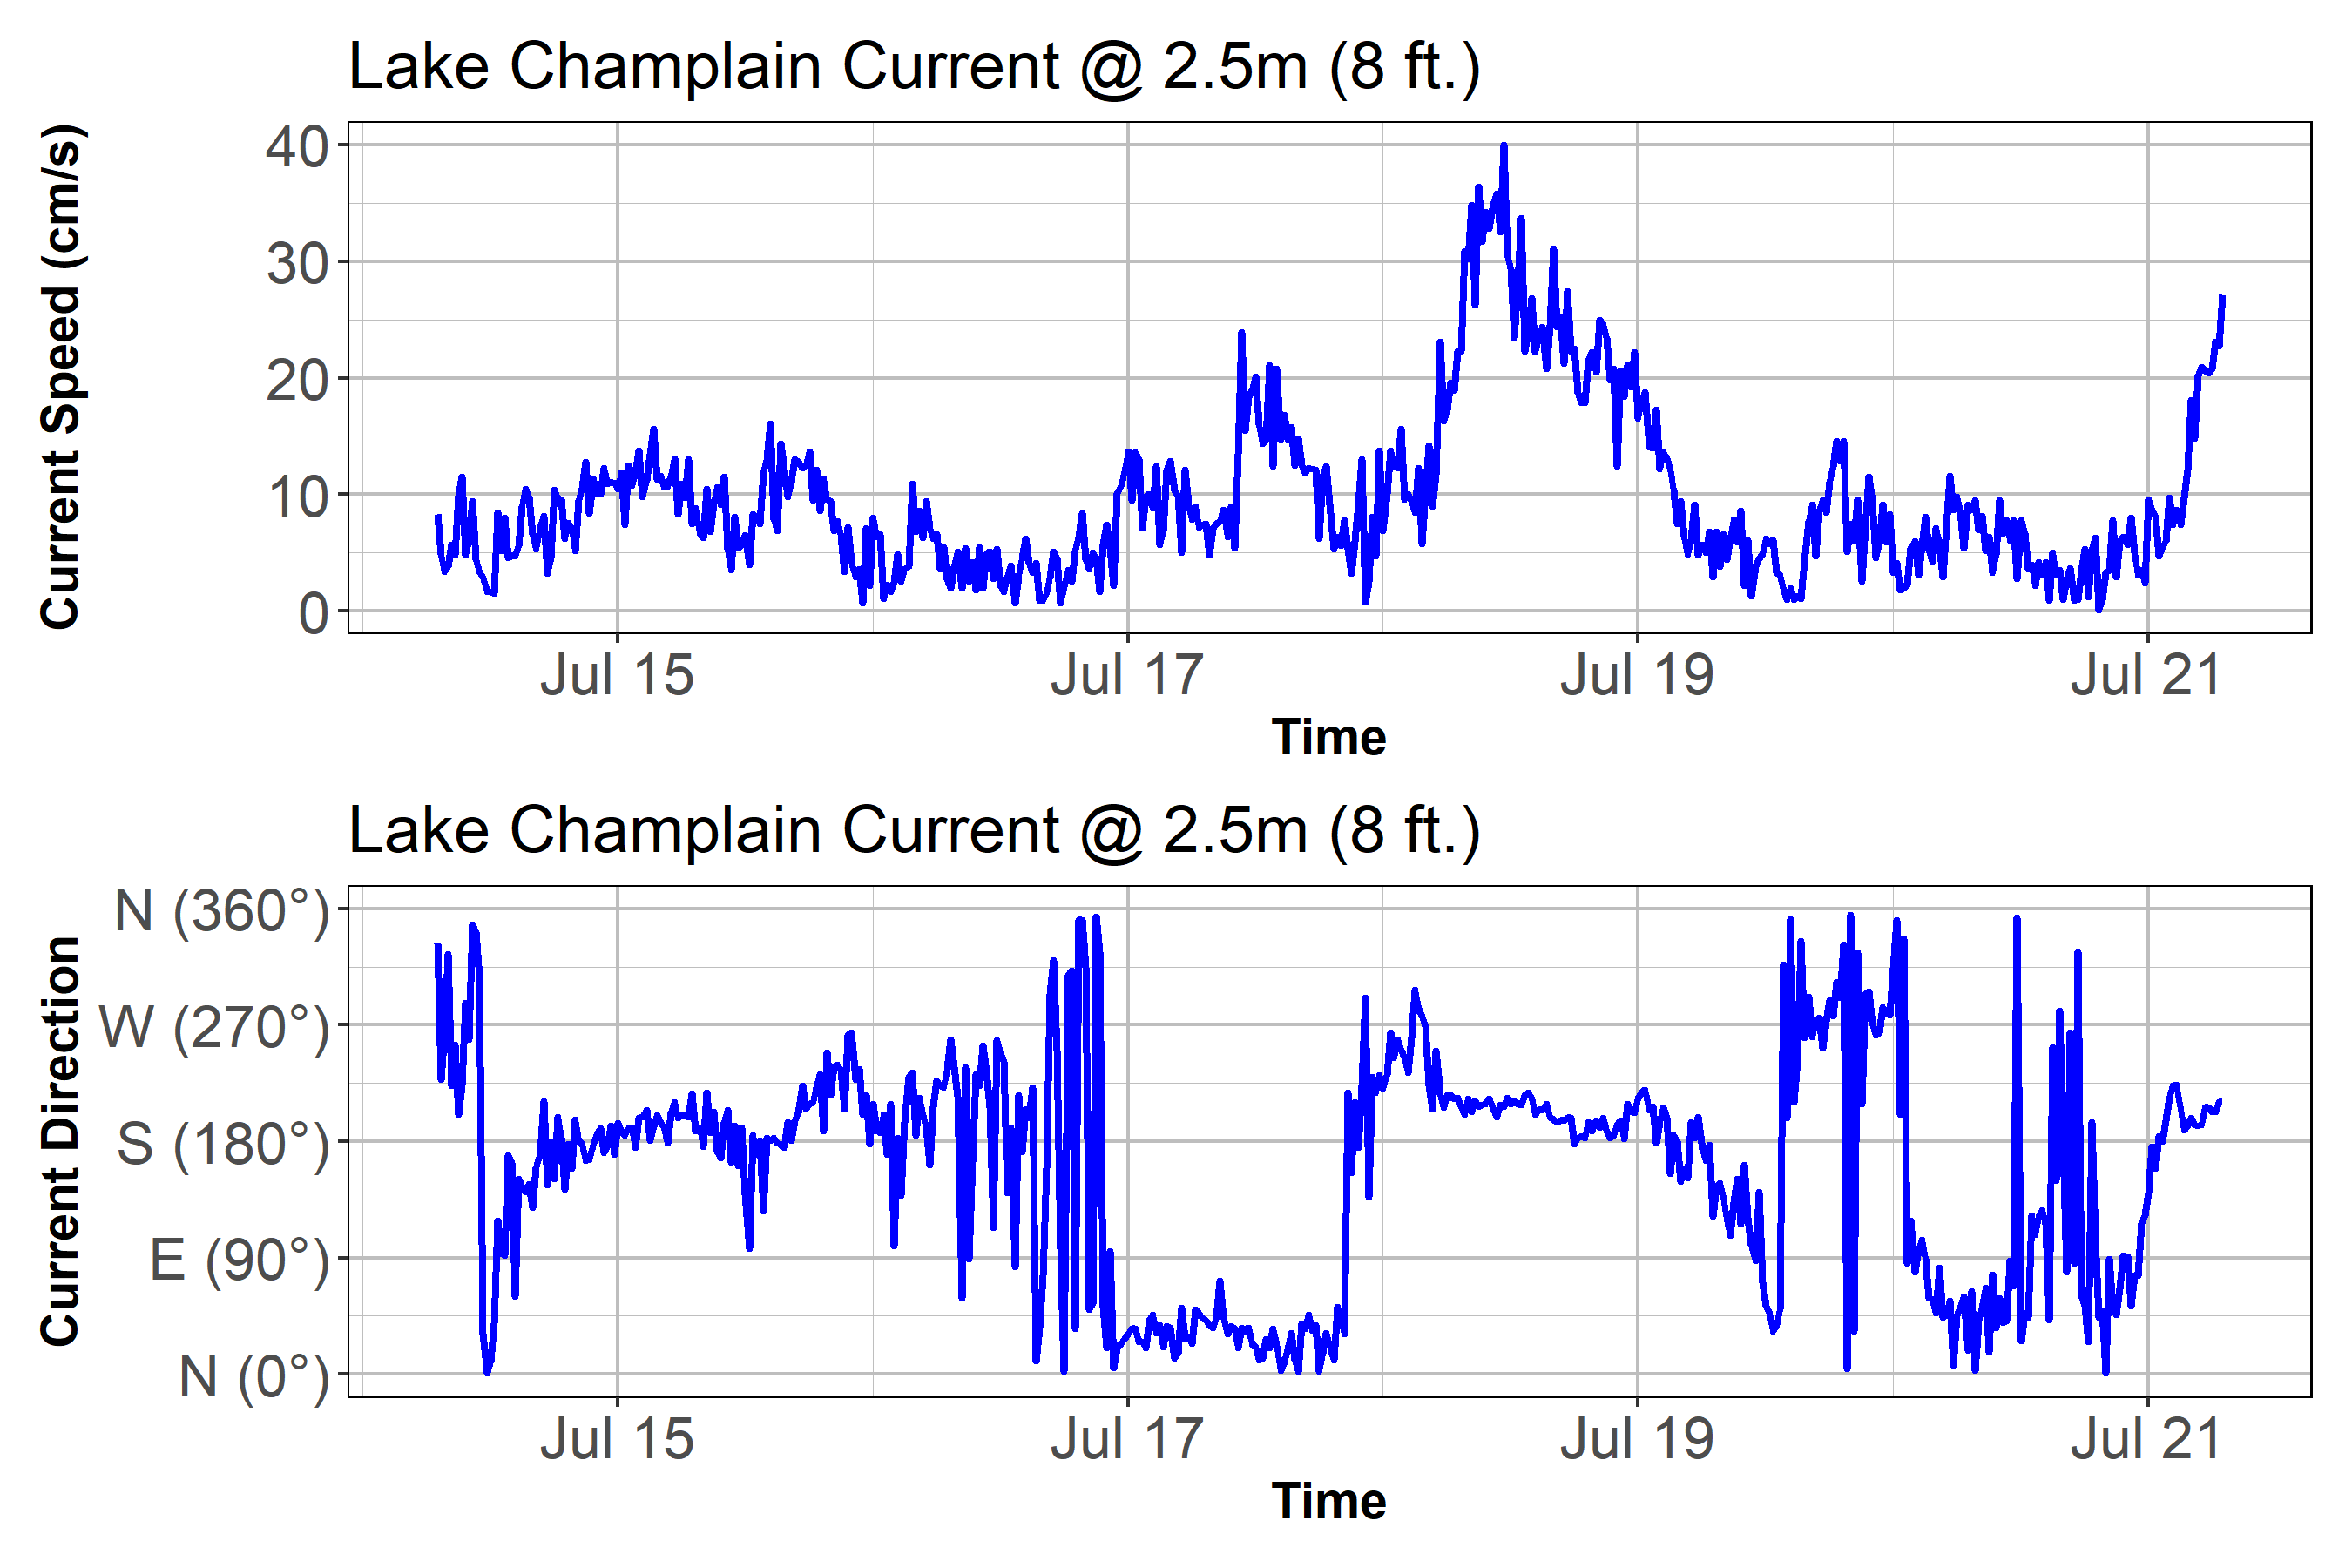 Lake Champlain Current @ 2.5m (8 ft.)
Current Speed (cm/s)
40
30
20
10
0
Jul 15
Jul 17
Jul 19
Jul 21
Time
Lake Champlain Current @ 2.5m (8 ft.)
Current Direction
N (360°)
W (270°)
S (180°)
E (90°)
N (0°)
Jul 15
Jul 17
Jul 19
Jul 21
Time